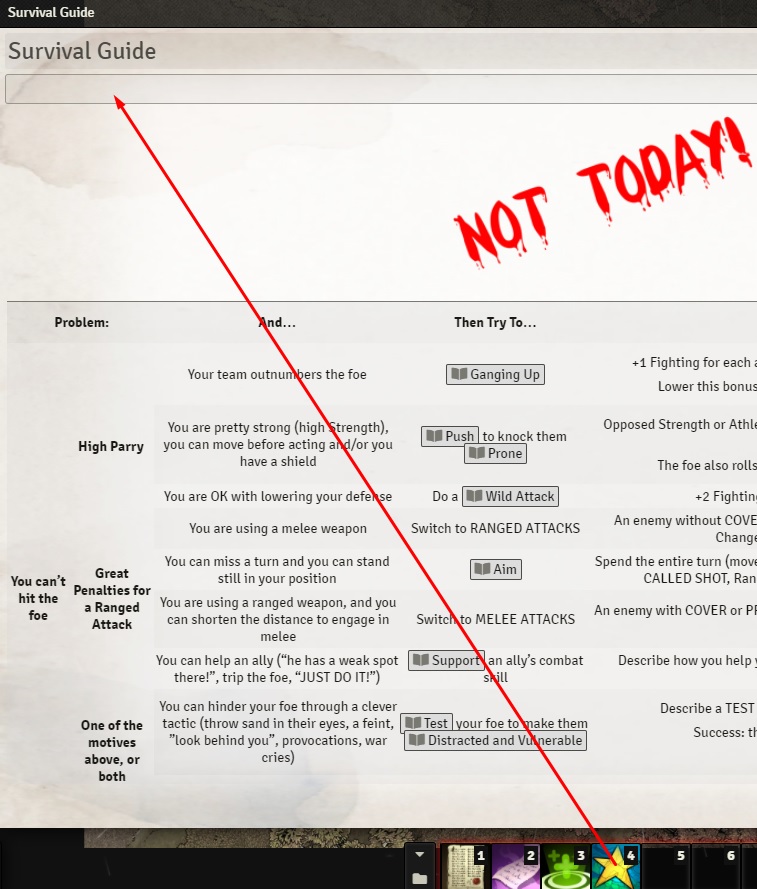 Survival Guide
Survival Guide
NOT TODAY!
Problem:
And…
Then Try To…
You can't
hit the
foe
High Parry
Your team outnumbers the foe
Ganging Up
+1 Fighting for each a
Lower this bonus
You are pretty strong (high Strength),
you can move before acting and/or you
have a shield
Push to knock them
Prone
Opposed Strength or Athle
The foe also rolls
You are OK with lowering your defense
Do a Wild Attack
+2 Fighting
You are using a melee weapon
Switch to RANGED ATTACKS
An enemy without COVE
Change
Great
Penalties for
a Ranged
Attack
You can miss a turn and you can stand
still in your position
Aim
Spend the entire turn (move
CALLED SHOT, Ran
You are using a ranged weapon, and you
can shorten the distance to engage in
melee
Switch to MELEE ATTACKS
An enemy with COVER or PR
One of the
motives
above, or
both
You can help an ally (“he has a weak spot
there!”, trip the foe, “JUST DO IT!”)
Support an ally’s combat
skill
Describe how you help y
You can hinder your foe through a clever
tactic (throw sand in their eyes, a feint,
”look behind you”, provocations, war
cries)
Test your foe to make them
Distracted and Vulnerable
Describe a TEST
Success: th
1 2 3 4 5 6